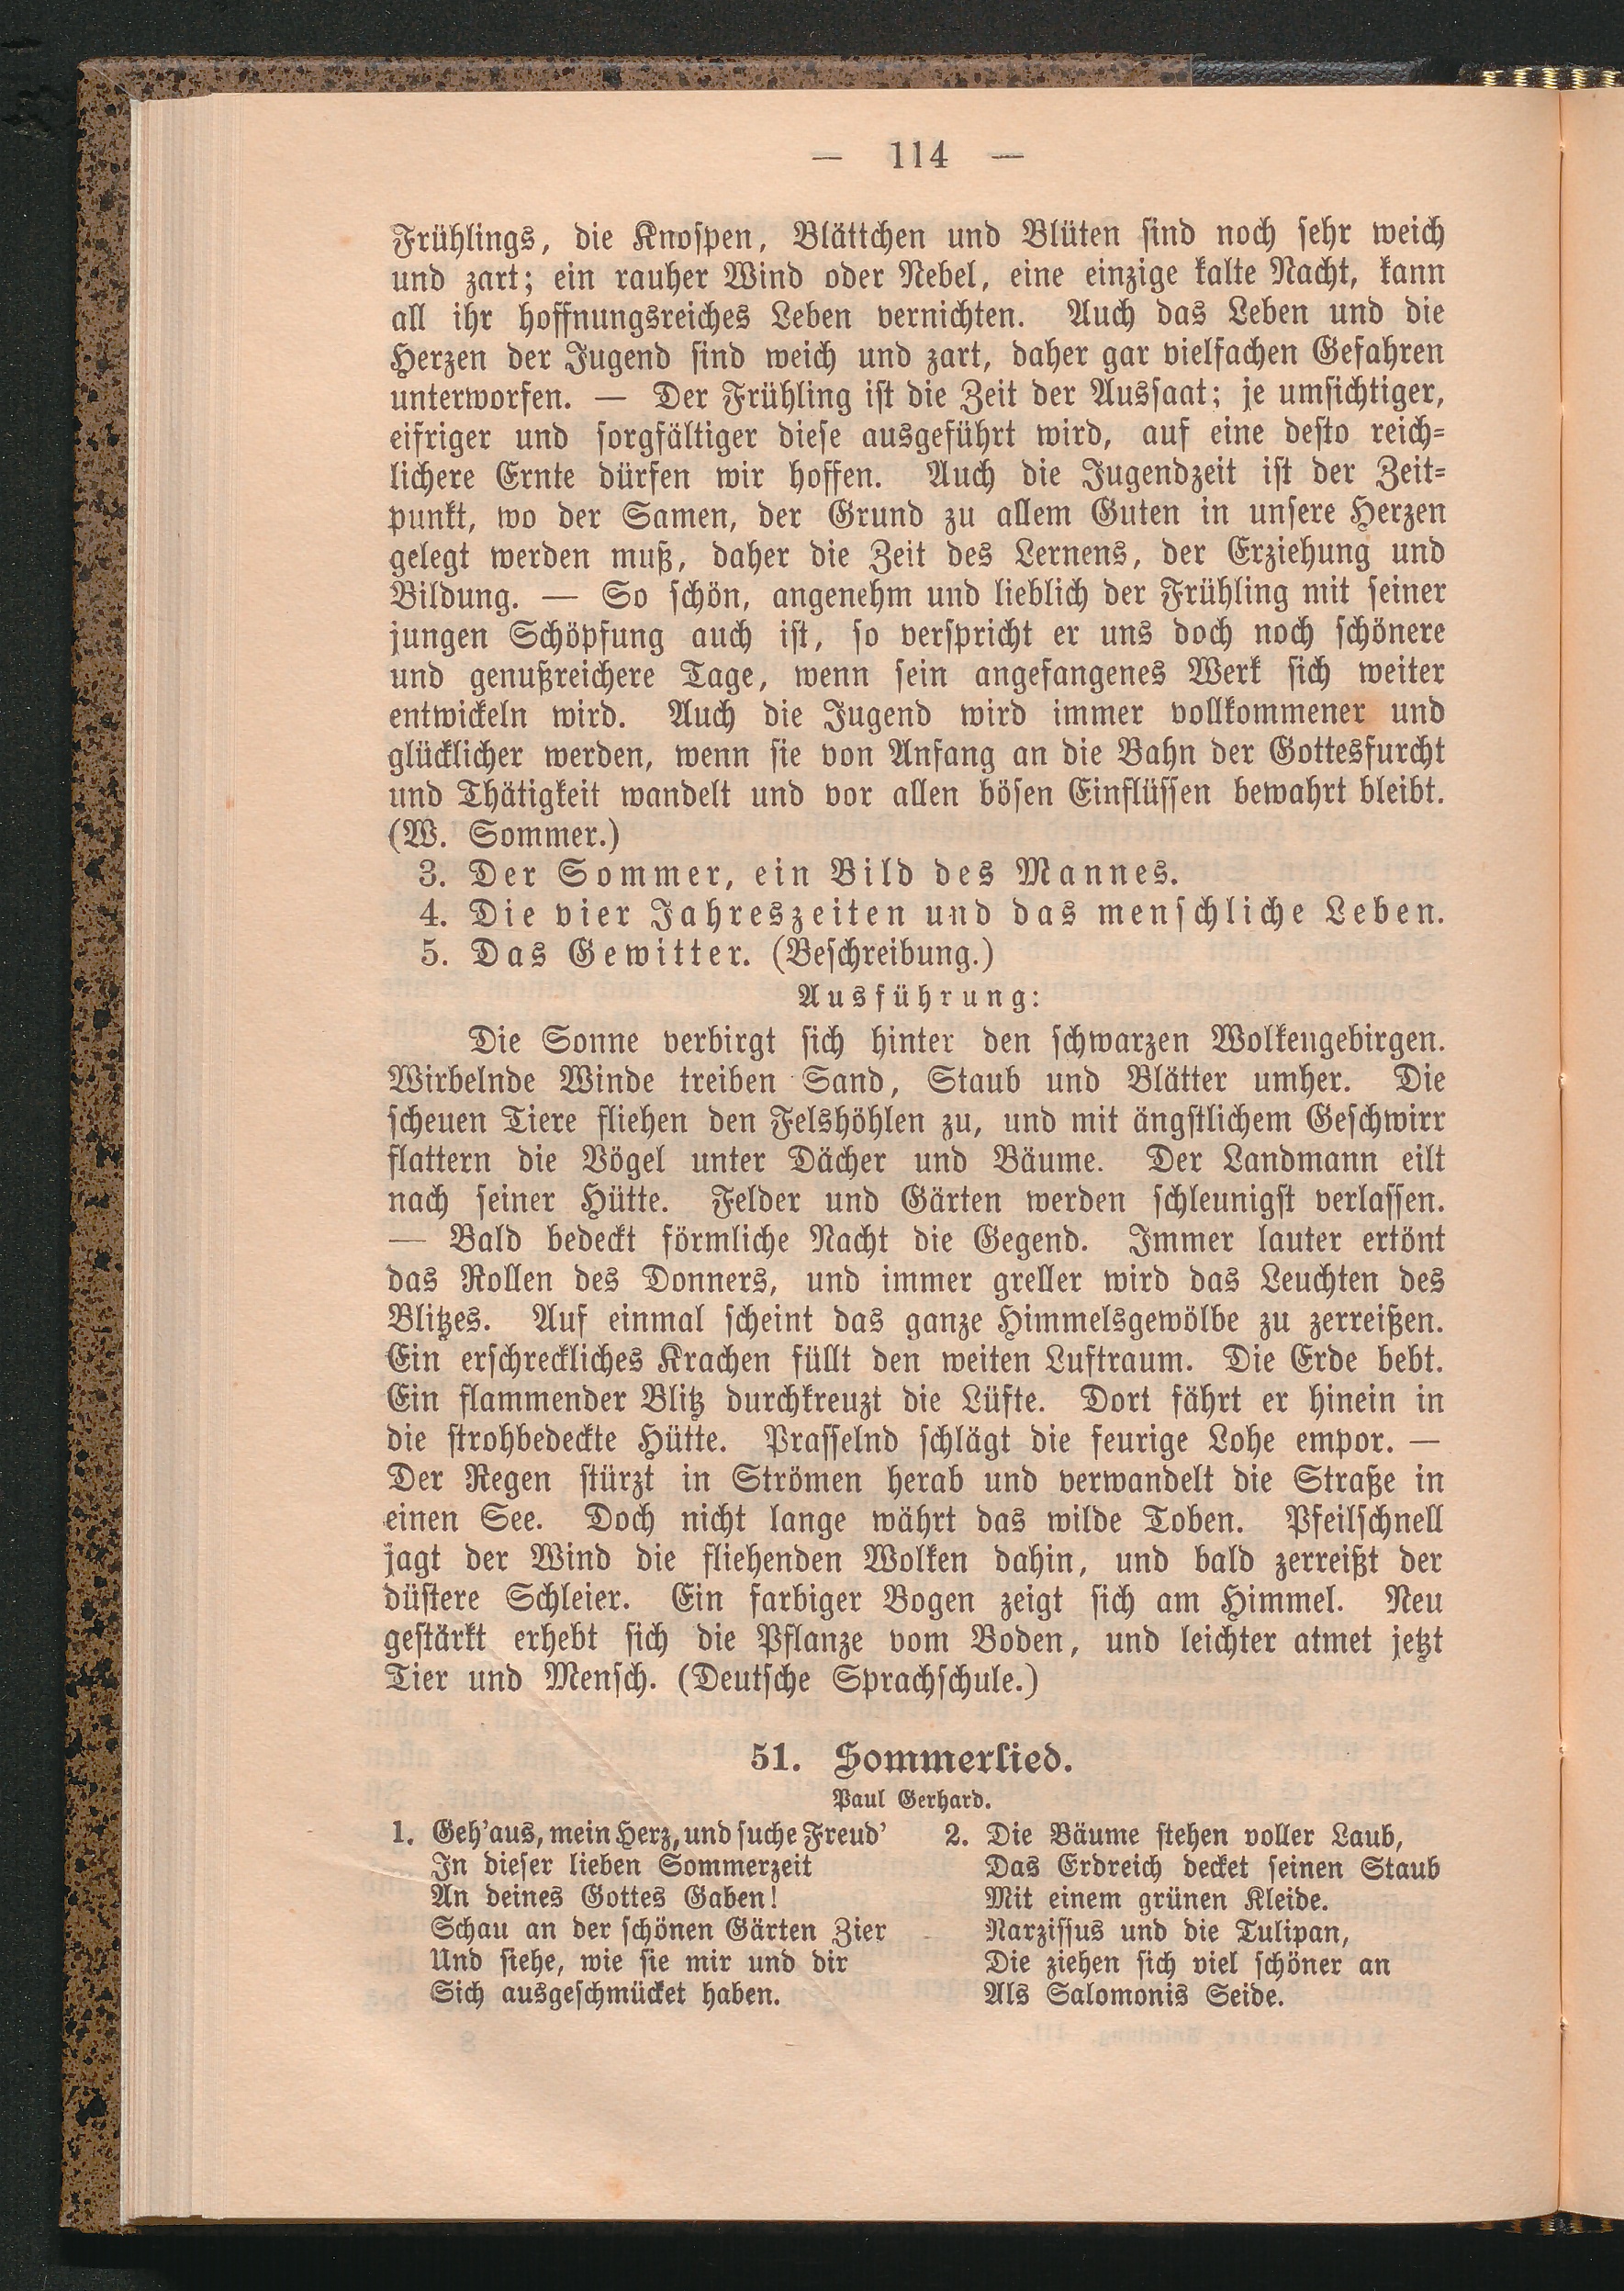 — 114 —
Frühlings, die Knospen, Blättchen und Blüten sind noch sehr weich
und zart; ein rauher Wind oder Nebel, eine einzige kalte Nacht, kann
all ihr hoffnungsreiches Leben vernichten. Auch das Leben und die
Herzen der Jugend sind weich und zart, daher gar vielfachen Gefahren
unterworfen. — Der Frühling ist die Zeit der Aussaat; je umsichtiger,
eifriger und sorgfältiger diese ausgeführt wird, auf eine desto reich-
lichere Ernte dürfen wir hoffen. Auch die Jugendzeit ist der Zeit-
punkt, wo der Samen, der Grund zu allem Guten in unsere Herzen
gelegt werden muß, daher die Zeit des Lernens, der Erziehung und
Bildung. — So schön, angenehm und lieblich der Frühling mit seiner
jungen Schöpfung auch ist, so verspricht er uns doch noch schönere
und genußreichere Tage, wenn sein angefangenes Werk sich weiter
entwickeln wird. Auch die Jugend wird immer vollkommener und
glücklicher werden, wenn sie von Anfang an die Bahn der Gottesfurcht
und Thätigkeit wandelt und vor allen bösen Einflüssen bewahrt bleibt.
(W. Sommer.)
3. Der Sommer, ein Bild des Mannes.
4. Die vier Jahreszeiten und das menschliche Leben.
5. Das Gewitter. (Beschreibung.)
Ausführung:
Die Sonne verbirgt sich hinter den schwarzen Wolkengebirgen.
Wirbelnde Winde treiben Sand, Staub und Blätter umher. Die
scheuen Tiere fliehen den Felshöhlen zu, und mit ängstlichem Geschwirr
flattern die Vögel unter Dächer und Bäume. Der Landmann eilt
nach seiner Hütte. Felder und Gärten werden schleunigst verlassen.
— Bald bedeckt förmliche Nacht die Gegend. Immer lauter ertönt
das Rollen des Donners, und immer greller wird das Leuchten des
Blitzes. Auf einmal scheint das ganze Himmelsgewölbe zu zerreißen.
Ein erschreckliches Krachen füllt den weiten Luftraum. Die Erde bebt.
Ein flammender Blitz durchkreuzt die Lüfte. Dort fährt er hinein in
die strohbedeckte Hütte. Prasselnd schlägt die feurige Lohe empor. —
Der Regen stürzt in Strömen herab und verwandelt die Straße in
einen See. Doch nicht lange währt das wilde Toben. Pfeilschnell
jagt der Wind die fliehenden Wolken dahin, und bald zerreißt der
düstere Schleier. Ein farbiger Bogen zeigt sich am Himmel. Neu
gestärkt erhebt sich die Pflanze vom Boden, und leichter atmet jetzt
Tier und Mensch. (Deutsche Sprachschule.)
51. Sommerlied.
Paul Gerhard.
1. Geh' aus, mein Herz, und suche Freud'
In dieser lieben Sommerzeit
An deines Gottes Gaben!
Schau an der schönen Gärten Zier
Und siehe, wie sie mir und dir
Sich ausgeschmücket haben.
2. Die Bäume stehen voller Laub,
Das Erdreich decket seinen Staub
Mit einem grünen Kleide.
Narzissus und die Tulipan,
Die ziehen sich viel schöner an
Als Salomonis Seide.